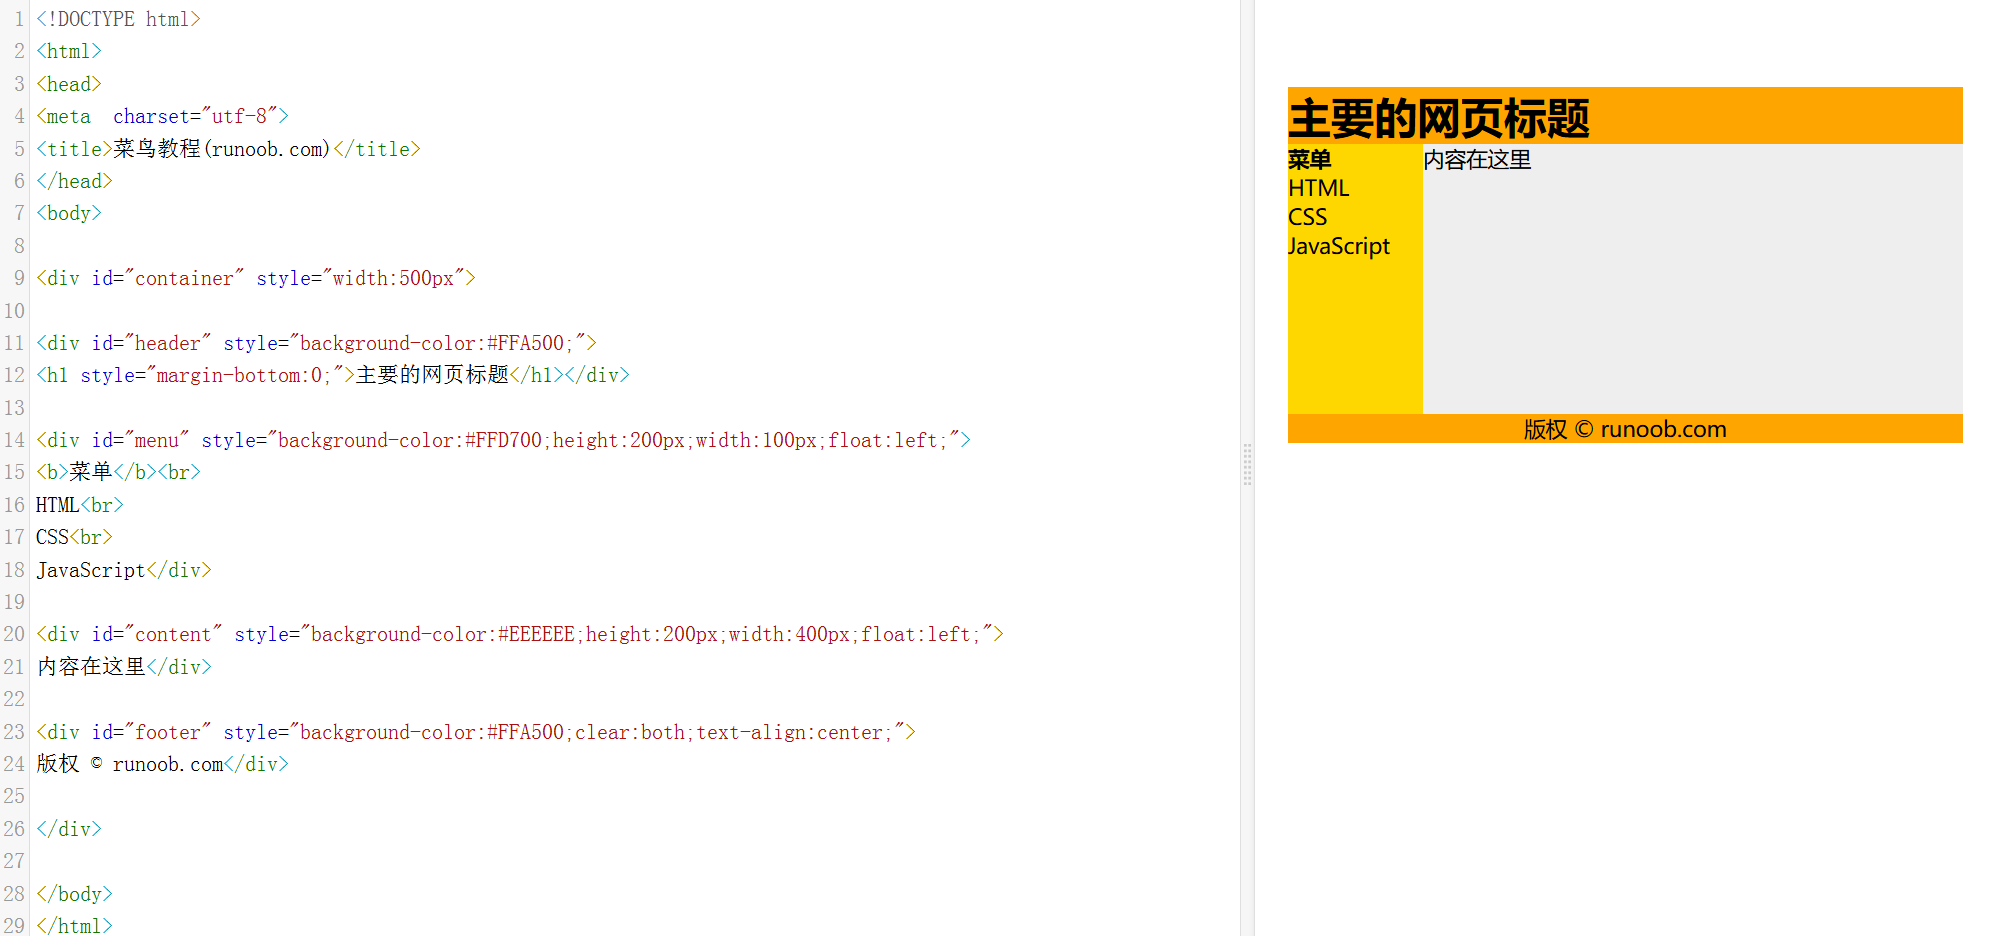 1 <!DOCTYPE html>
2 <html>
3 <head>
4 <meta  charset="utf-8">
5 <title>菜鸟教程(runoob.com)</title>
6 </head>
7 <body>
8
9 <div id="container" style="width:500px">
10
11 <div id="header" style="background-color:#FFA500;">
12 <h1 style="margin-bottom:0;">主要的网页标题</h1></div>
13
14 <div id="menu" style="background-color:#FFD700;height:200px;width:100px;float:left;">
15 <b>菜单</b><br>
16 HTML<br>
17 CSS<br>
18 JavaScript</div>
19
20 <div id="content" style="background-color:#EEEEEE;height:200px;width:400px;float:left;">
21 内容在这里</div>
22
23 <div id="footer" style="background-color:#FFA500;clear:both;text-align:center;">
24 版权 © runoob.com</div>
25
26 </div>
27
28 </body>
29 </html>
主要的网页标题
菜单
HTML
CSS
JavaScript
内容在这里
版权 © runoob.com